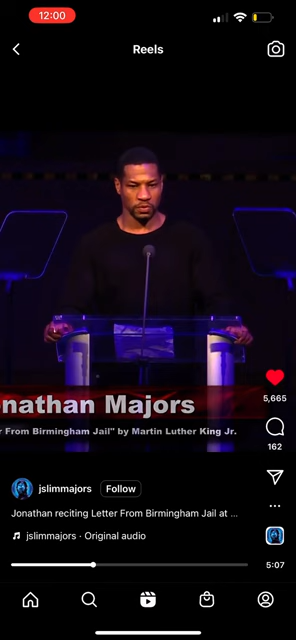 12:00
Reels
onathan Majors
r From Birmingham Jail" by Martin Luther King Jr.
5,665
162
jslimmajors
Follow
Jonathan reciting Letter From Birmingham Jail at ...
jslimmajors · Original audio
5:07